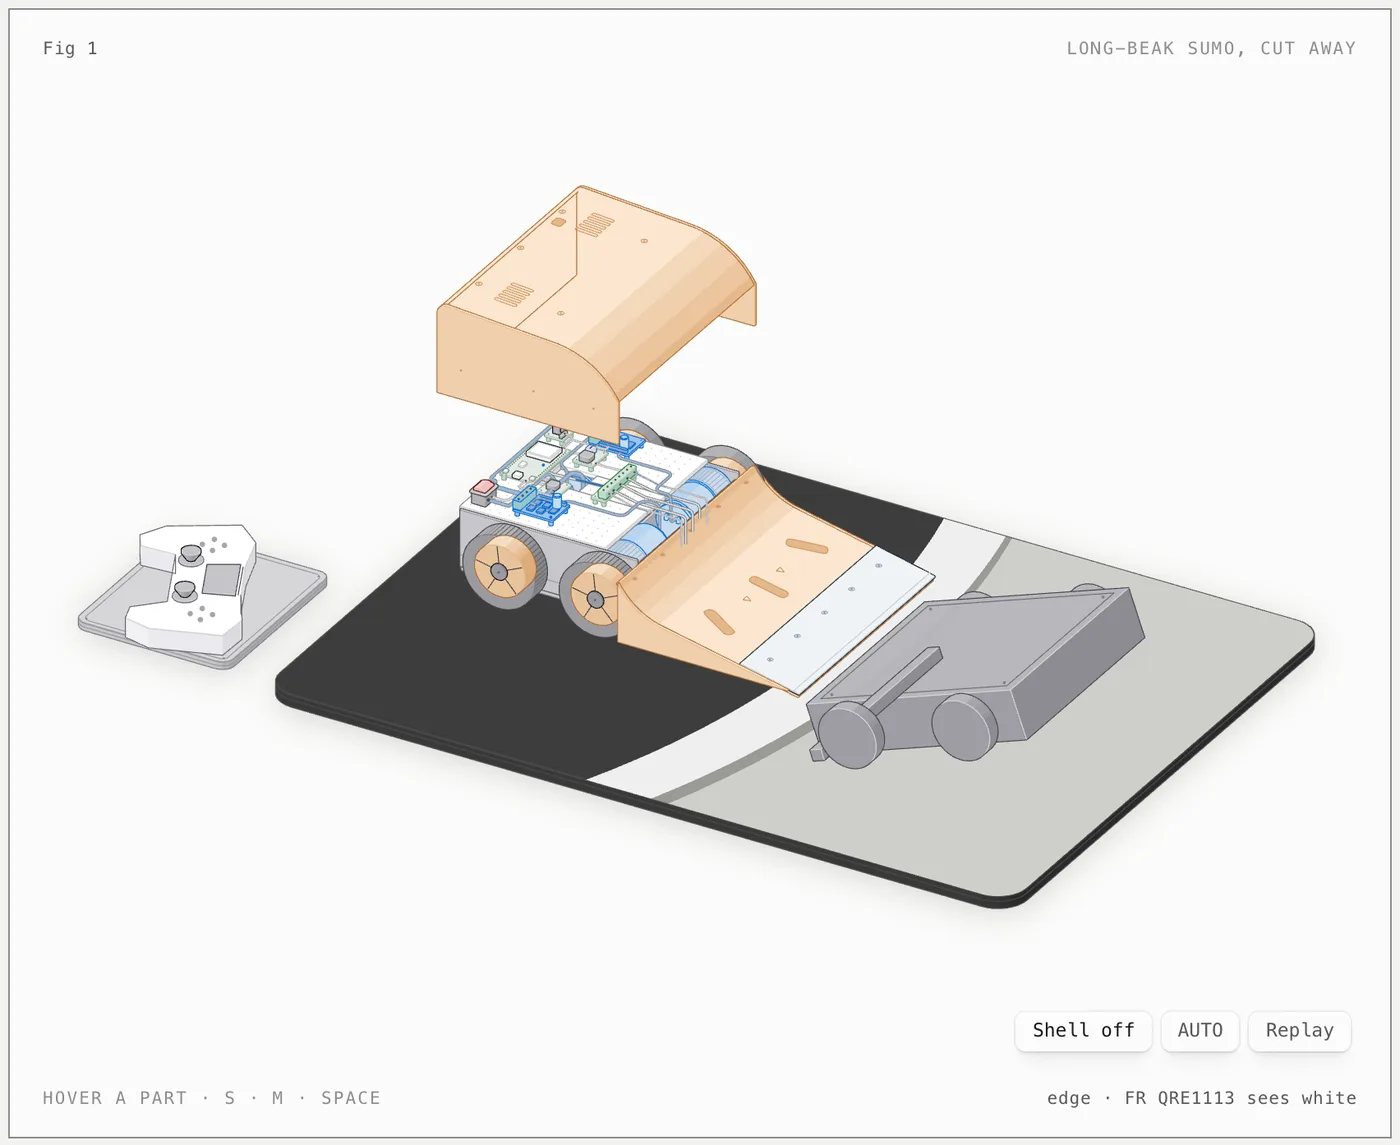 Fig 1
LONG–BEAK SUMO, CUT AWAY
Shell off
AUTO
Replay
HOVER A PART · S · M · SPACE
edge · FR QRE1113 sees white